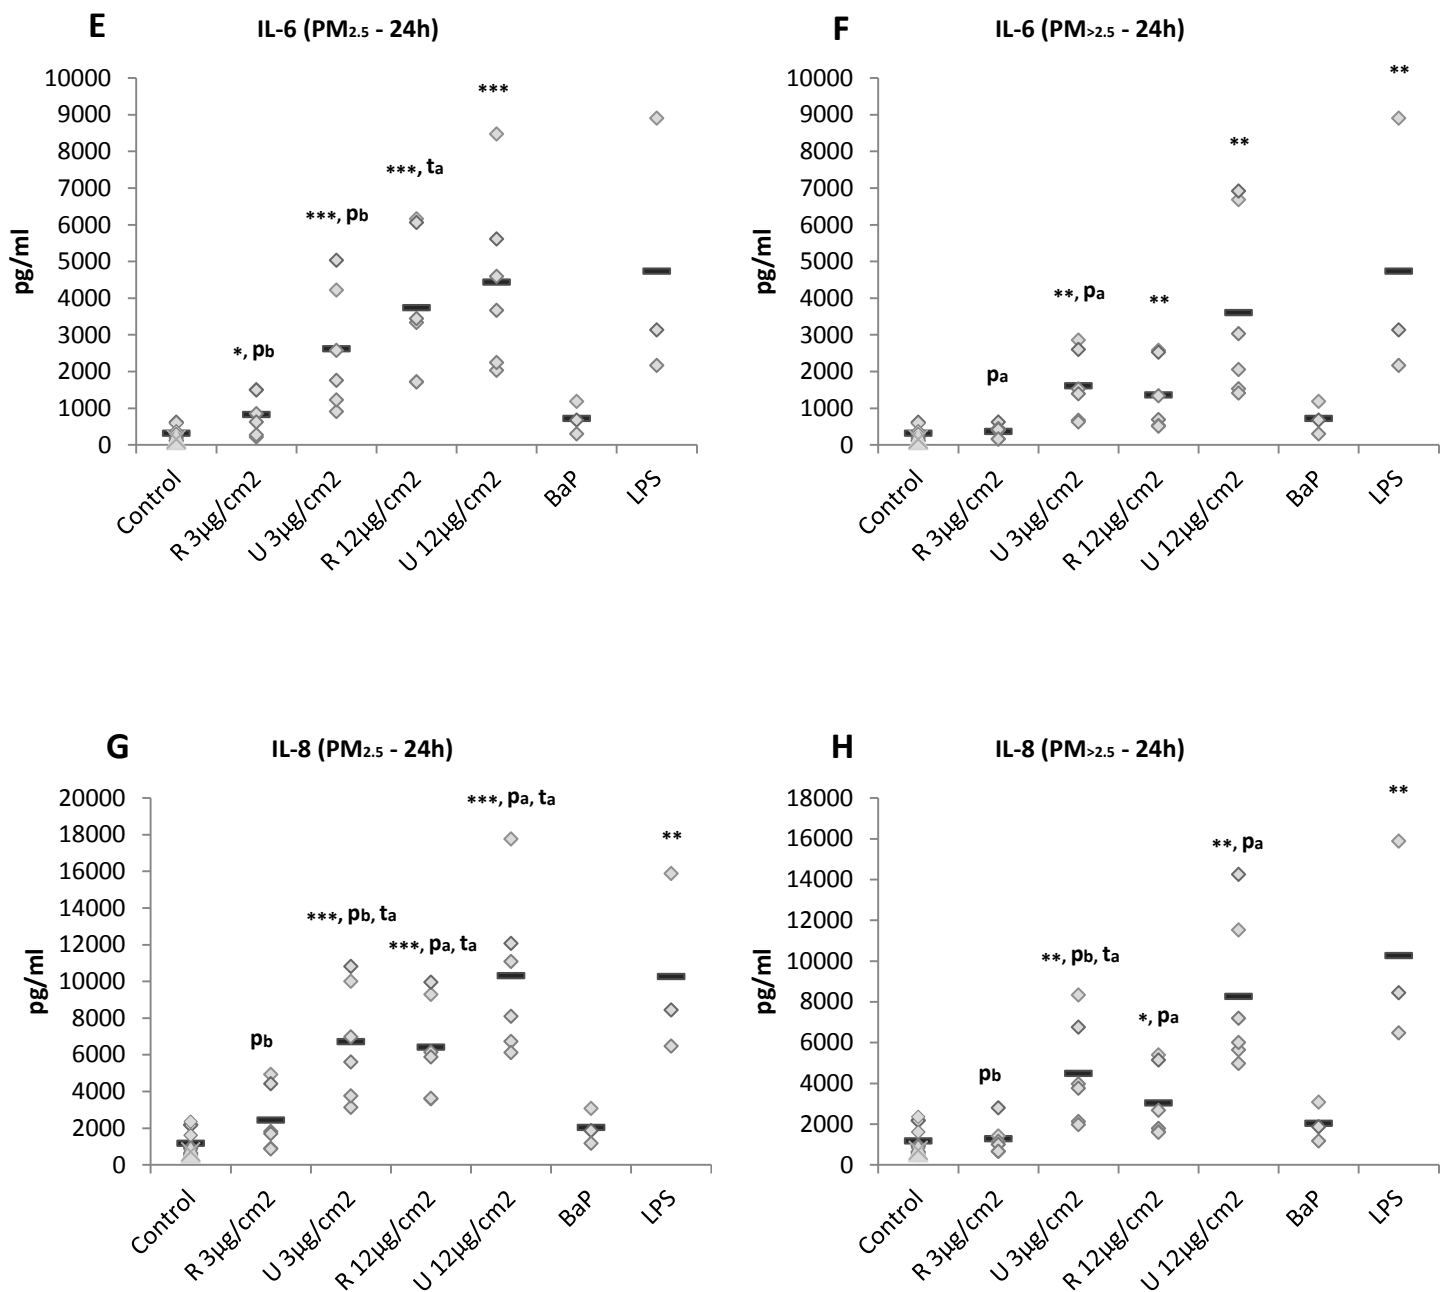 E
IL-6 (PM2.5 - 24h)
10000
9000
8000
7000
6000
5000
4000
3000
2000
1000
0
pg/ml
*, pb
***, pb
***, ta
***
Control
R 3µg/cm2
U 3µg/cm2
R 12µg/cm2
U 12µg/cm2
BaP
LPS
F
IL-6 (PM>2.5 - 24h)
10000
9000
8000
7000
6000
5000
4000
3000
2000
1000
0
pg/ml
pa
**, pa
**
**
**
Control
R 3µg/cm2
U 3µg/cm2
R 12µg/cm2
U 12µg/cm2
BaP
LPS
G
IL-8 (PM2.5 - 24h)
20000
18000
16000
14000
12000
10000
8000
6000
4000
2000
0
pg/ml
pb
***, pb, ta
***, pa, ta
***, pa, ta
**
Control
R 3µg/cm2
U 3µg/cm2
R 12µg/cm2
U 12µg/cm2
BaP
LPS
H
IL-8 (PM>2.5 - 24h)
18000
16000
14000
12000
10000
8000
6000
4000
2000
0
pg/ml
pb
**, pb, ta
*, pa
**, pa
**
Control
R 3µg/cm2
U 3µg/cm2
R 12µg/cm2
U 12µg/cm2
BaP
LPS